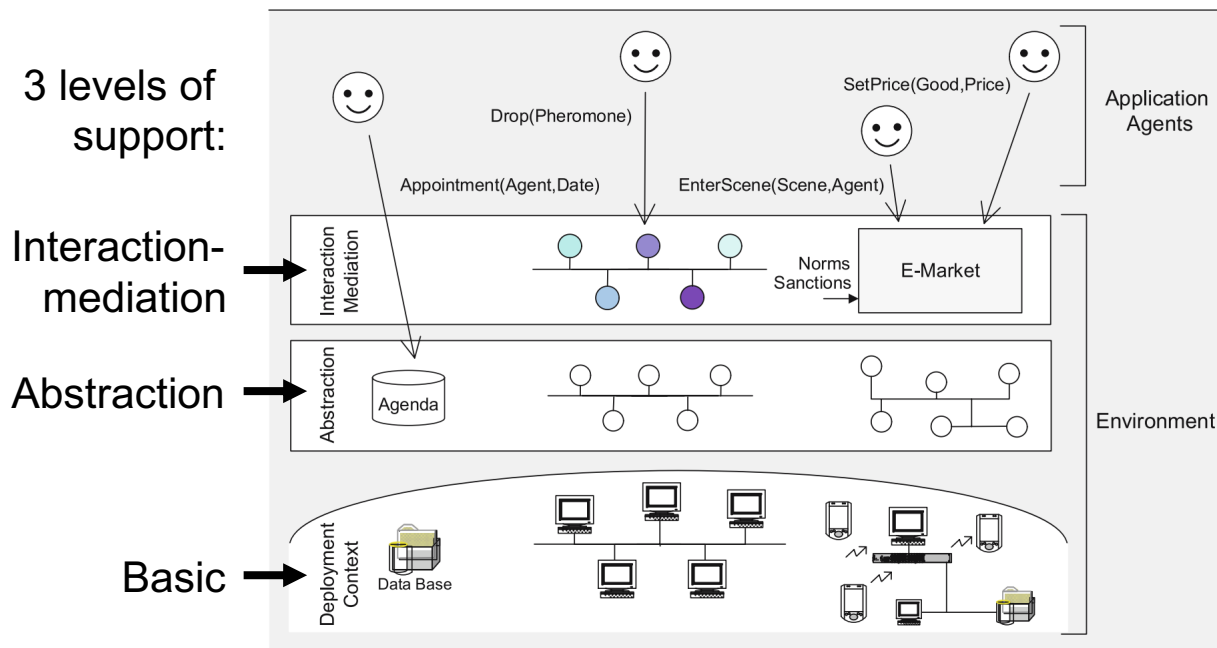 3 levels of
support:
Interaction-
mediation
Abstraction
Basic
Drop(Pheromone)
SetPrice(Good,Price)
Appointment(Agent,Date)
EnterScene(Scene,Agent)
Application
Agents
Interaction
Mediation
Norms
Sanctions
E-Market
Abstraction
Agenda
Environment
Deployment
Context
Data Base